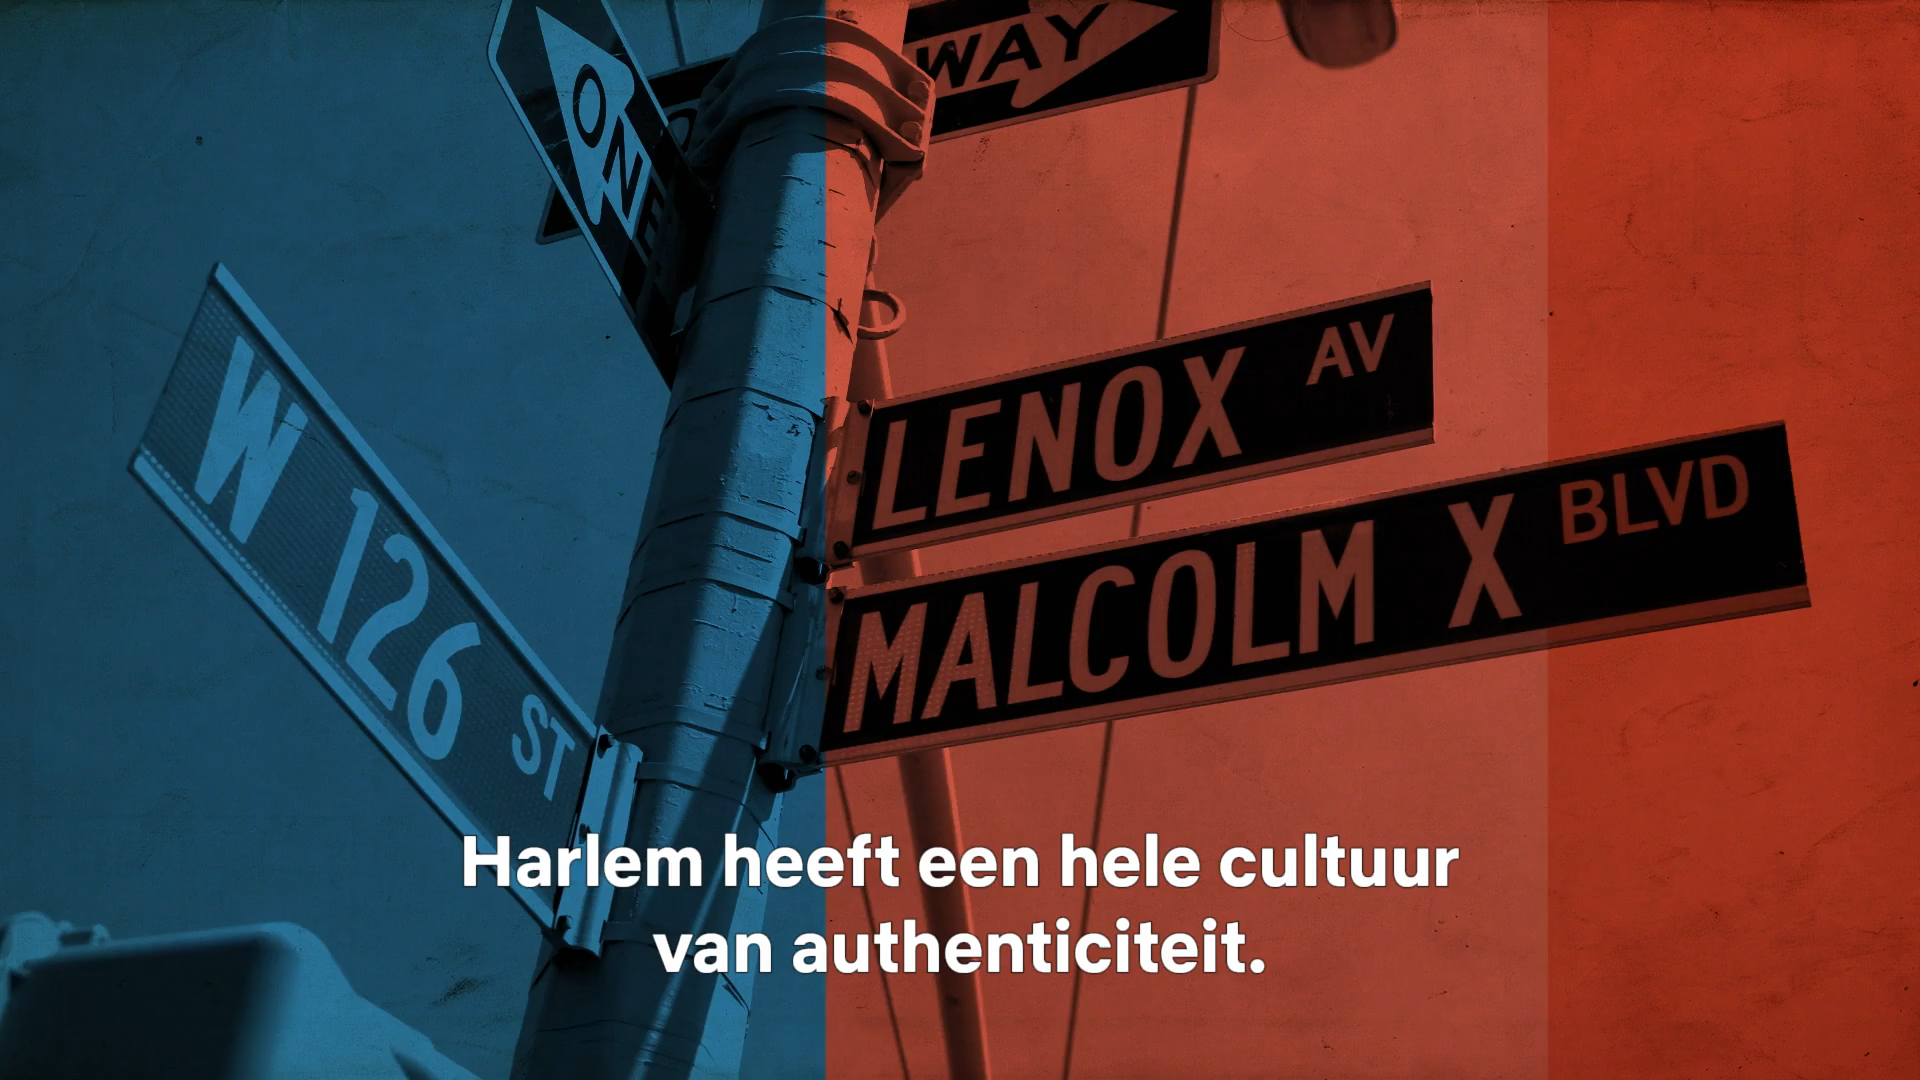 ONE
WAY
LENOX AV
MALCOLM X BLVD
W 126 ST
Harlem heeft een hele cultuur
van authenticiteit.